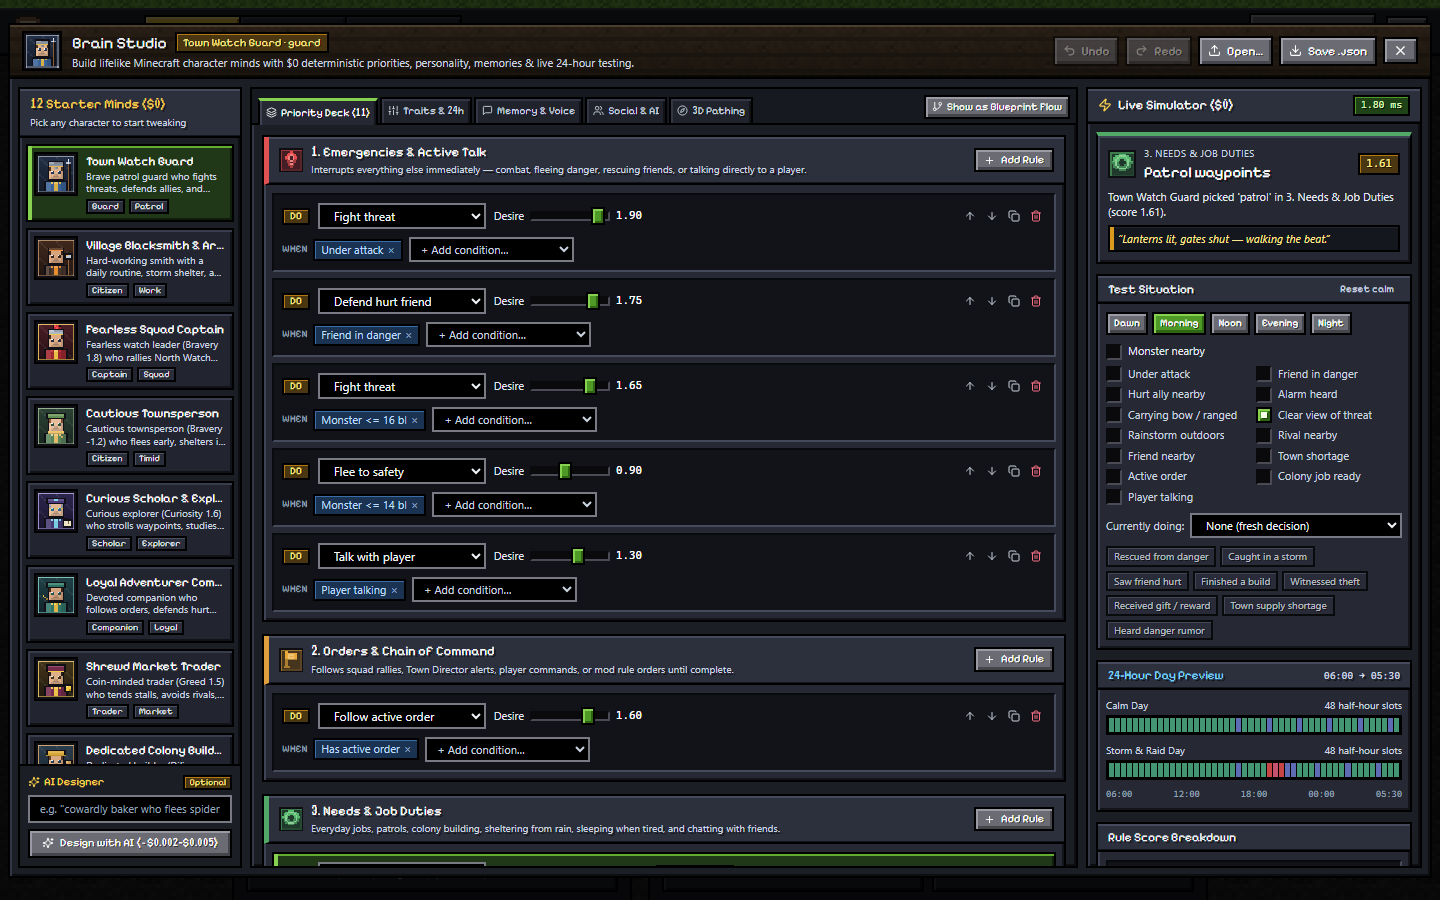 Brain Studio
Town Watch Guard · guard
Build lifelike Minecraft character minds with $0 deterministic priorities, personality, memories & live 24-hour testing.
Undo
Redo
Open...
Save .json
12 Starter Minds ($0)
Pick any character to start tweaking
Town Watch Guard
Brave patrol guard who fights
threats, defends allies, and...
Guard
Patrol
Village Blacksmith & Ar...
Hard-working smith with a
daily routine, storm shelter, a...
Citizen
Work
Fearless Squad Captain
Fearless watch leader (Bravery
1.8) who rallies North Watch...
Captain
Squad
Cautious Townsperson
Cautious townsperson (Bravery
-1.2) who flees early, shelters i...
Citizen
Timid
Curious Scholar & Expl...
Curious explorer (Curiosity 1.6)
who strolls waypoints, studies...
Scholar
Explorer
Loyal Adventurer Com...
Devoted companion who
follows orders, defends hurt...
Companion
Loyal
Shrewd Market Trader
Coin-minded trader (Greed 1.5)
who tends stalls, avoids rivals,...
Trader
Market
Dedicated Colony Build...
AI Designer
Optional
e.g. "cowardly baker who flees spider
Design with AI (~$0.002-$0.005)
Priority Deck (11)
Traits & 24h
Memory & Voice
Social & AI
3D Pathing
Show as Blueprint Flow
1. Emergencies & Active Talk
Interrupts everything else immediately — combat, fleeing danger, rescuing friends, or talking directly to a player.
+ Add Rule
DO
Fight threat
Desire
1.90
WHEN
Under attack ×
+ Add condition...
DO
Defend hurt friend
Desire
1.75
WHEN
Friend in danger ×
+ Add condition...
DO
Fight threat
Desire
1.65
WHEN
Monster <= 16 bl ×
+ Add condition...
DO
Flee to safety
Desire
0.90
WHEN
Monster <= 14 bl ×
+ Add condition...
DO
Talk with player
Desire
1.30
WHEN
Player talking ×
+ Add condition...
2. Orders & Chain of Command
Follows squad rallies, Town Director alerts, player commands, or mod rule orders until complete.
+ Add Rule
DO
Follow active order
Desire
1.60
WHEN
Has active order ×
+ Add condition...
3. Needs & Job Duties
Everyday jobs, patrols, colony building, sheltering from rain, sleeping when tired, and chatting with friends.
+ Add Rule
Live Simulator ($0)
1.80 ms
3. NEEDS & JOB DUTIES
Patrol waypoints
1.61
Town Watch Guard picked 'patrol' in 3. Needs & Job Duties
(score 1.61).
"Lanterns lit, gates shut — walking the beat."
Test Situation
Reset calm
Dawn
Morning
Noon
Evening
Night
Monster nearby
Under attack
Friend in danger
Hurt ally nearby
Alarm heard
Carrying bow / ranged
Clear view of threat
Rainstorm outdoors
Rival nearby
Friend nearby
Town shortage
Active order
Colony job ready
Player talking
Currently doing:
None (fresh decision)
Rescued from danger
Caught in a storm
Saw friend hurt
Finished a build
Witnessed theft
Received gift / reward
Town supply shortage
Heard danger rumor
24-Hour Day Preview
06:00 → 05:30
Calm Day
48 half-hour slots
Storm & Raid Day
48 half-hour slots
06:00
12:00
18:00
00:00
05:30
Rule Score Breakdown